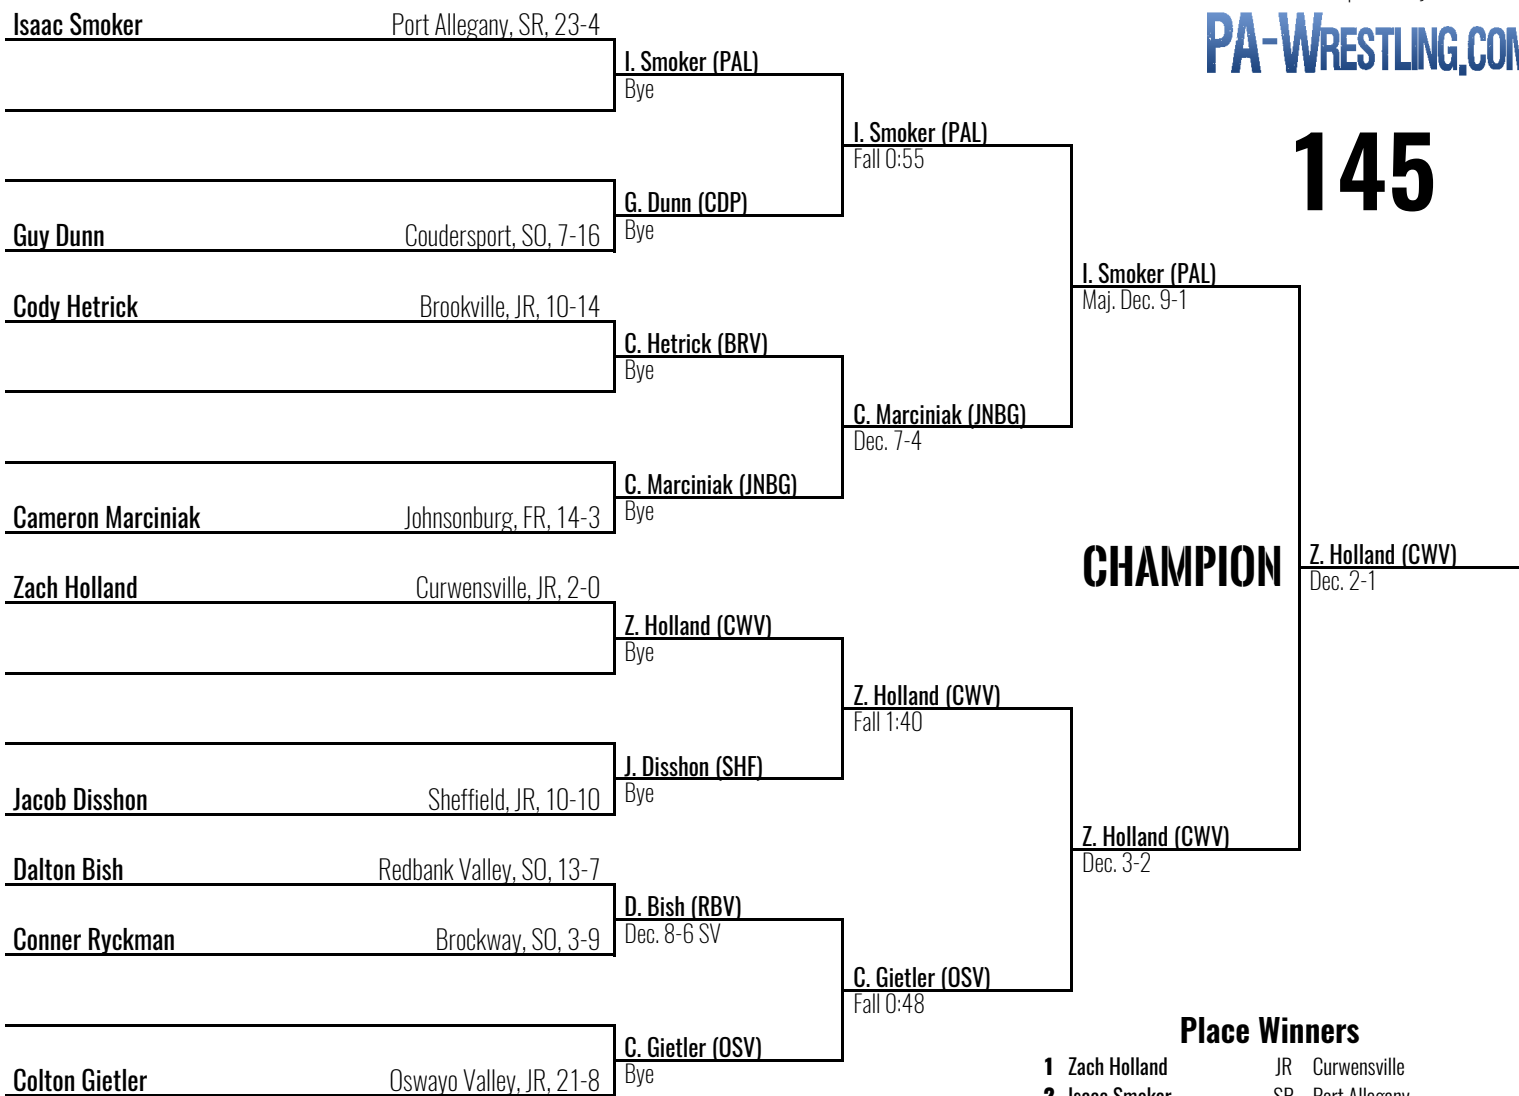 PA-WRESTLING.COM
145
Isaac Smoker Port Allegany, SR, 23-4
I. Smoker (PAL)
Bye
I. Smoker (PAL)
Fall 0:55
G. Dunn (CDP)
Bye
Guy Dunn Coudersport, SO, 7-16
I. Smoker (PAL)
Maj. Dec. 9-1
Cody Hetrick Brookville, JR, 10-14
C. Hetrick (BRV)
Bye
C. Marciniak (JNBG)
Dec. 7-4
C. Marciniak (JNBG)
Bye
Cameron Marciniak Johnsonburg, FR, 14-3
CHAMPION
Z. Holland (CWV)
Dec. 2-1
Zach Holland Curwensville, JR, 2-0
Z. Holland (CWV)
Bye
Z. Holland (CWV)
Fall 1:40
J. Disshon (SHF)
Bye
Jacob Disshon Sheffield, JR, 10-10
Z. Holland (CWV)
Dec. 3-2
Dalton Bish Redbank Valley, SO, 13-7
D. Bish (RBV)
Dec. 8-6 SV
Conner Ryckman Brockway, SO, 3-9
C. Gietler (OSV)
Fall 0:48
C. Gietler (OSV)
Bye
Colton Gietler Oswayo Valley, JR, 21-8
Place Winners
1 Zach Holland JR Curwensville
2 Isaac Smoker SR Port Allegany